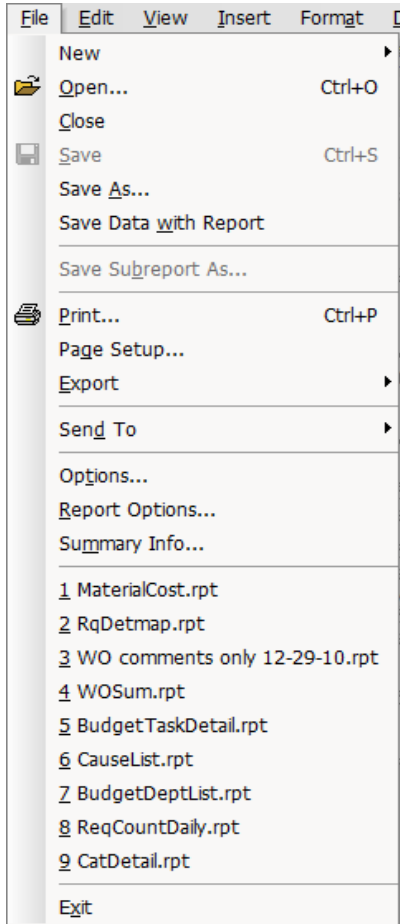 File Edit View Insert Format
New
Open... Ctrl+O
Close
Save Ctrl+S
Save As...
Save Data with Report
Save Subreport As...
Print... Ctrl+P
Page Setup...
Export
Send To
Options...
Report Options...
Summary Info...
1 MaterialCost.rpt
2 RqDetmap.rpt
3 WO comments only 12-29-10.rpt
4 WOSum.rpt
5 BudgetTaskDetail.rpt
6 CauseList.rpt
7 BudgetDeptList.rpt
8 ReqCountDaily.rpt
9 CatDetail.rpt
Exit